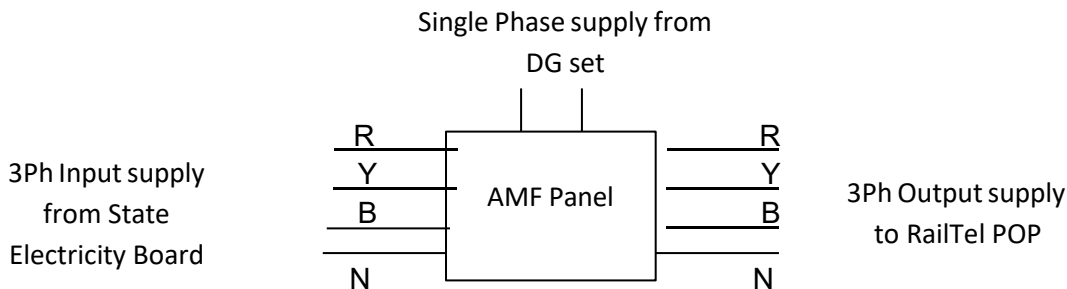 Single Phase supply from
DG set
3Ph Input supply
from State
Electricity Board
R
Y
B
N
AMF Panel
R
Y
B
N
3Ph Output supply
to RailTel POP